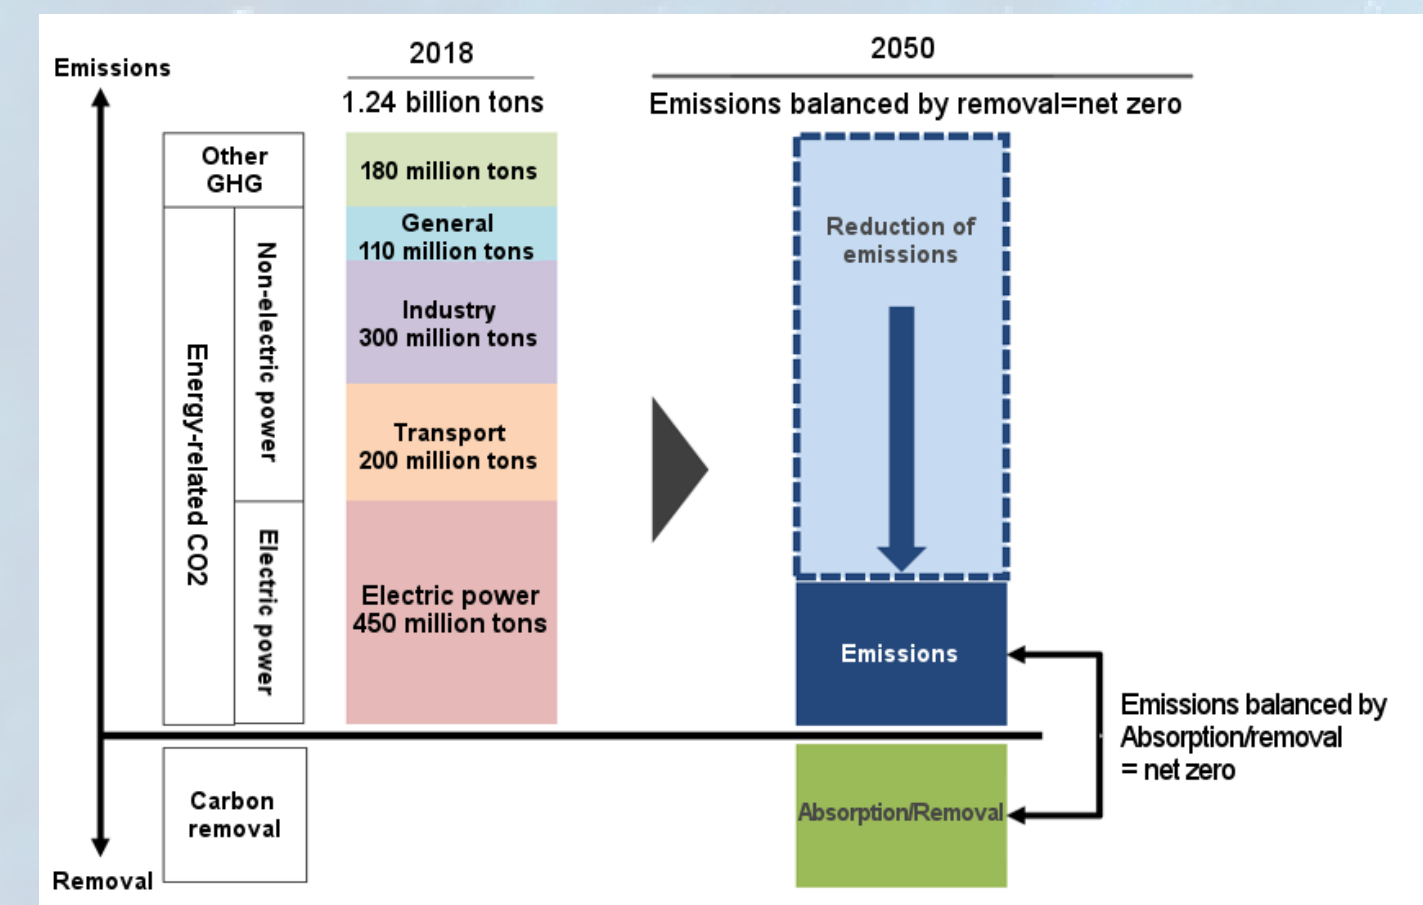 Emissions
2018
1.24 billion tons
2050
Emissions balanced by removal=net zero
Other
GHG
Energy-related CO2
Non-electric power
Electric power
180 million tons
General
110 million tons
Industry
300 million tons
Transport
200 million tons
Electric power
450 million tons
Reduction of
emissions
Emissions
Absorption/Removal
Emissions balanced by
Absorption/removal
= net zero
Carbon
removal
Removal